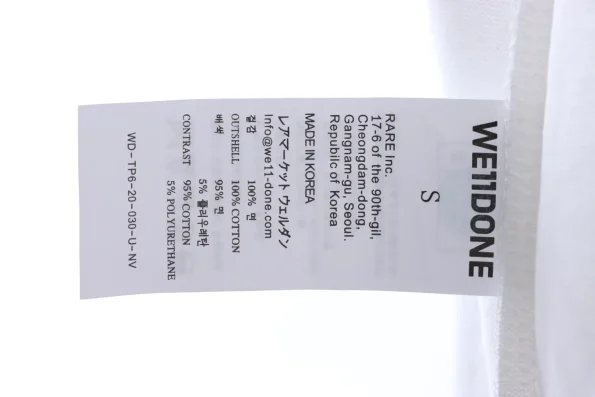 WE11DONE
S
RARE Inc.
17-6 of the 90th-gil,
Cheongdam-dong,
Gangnam-gu, Seoul.
Republic of Korea
MADE IN KOREA
レアマーケット ウェルダン
Info@we11-done.com
겉감 100% 면
OUTSHELL 100% COTTON
배색 95% 면
5% 폴리우레탄
CONTRAST 95% COTTON
5% POLYURETHANE
WD-TP6-20-030-U-NV